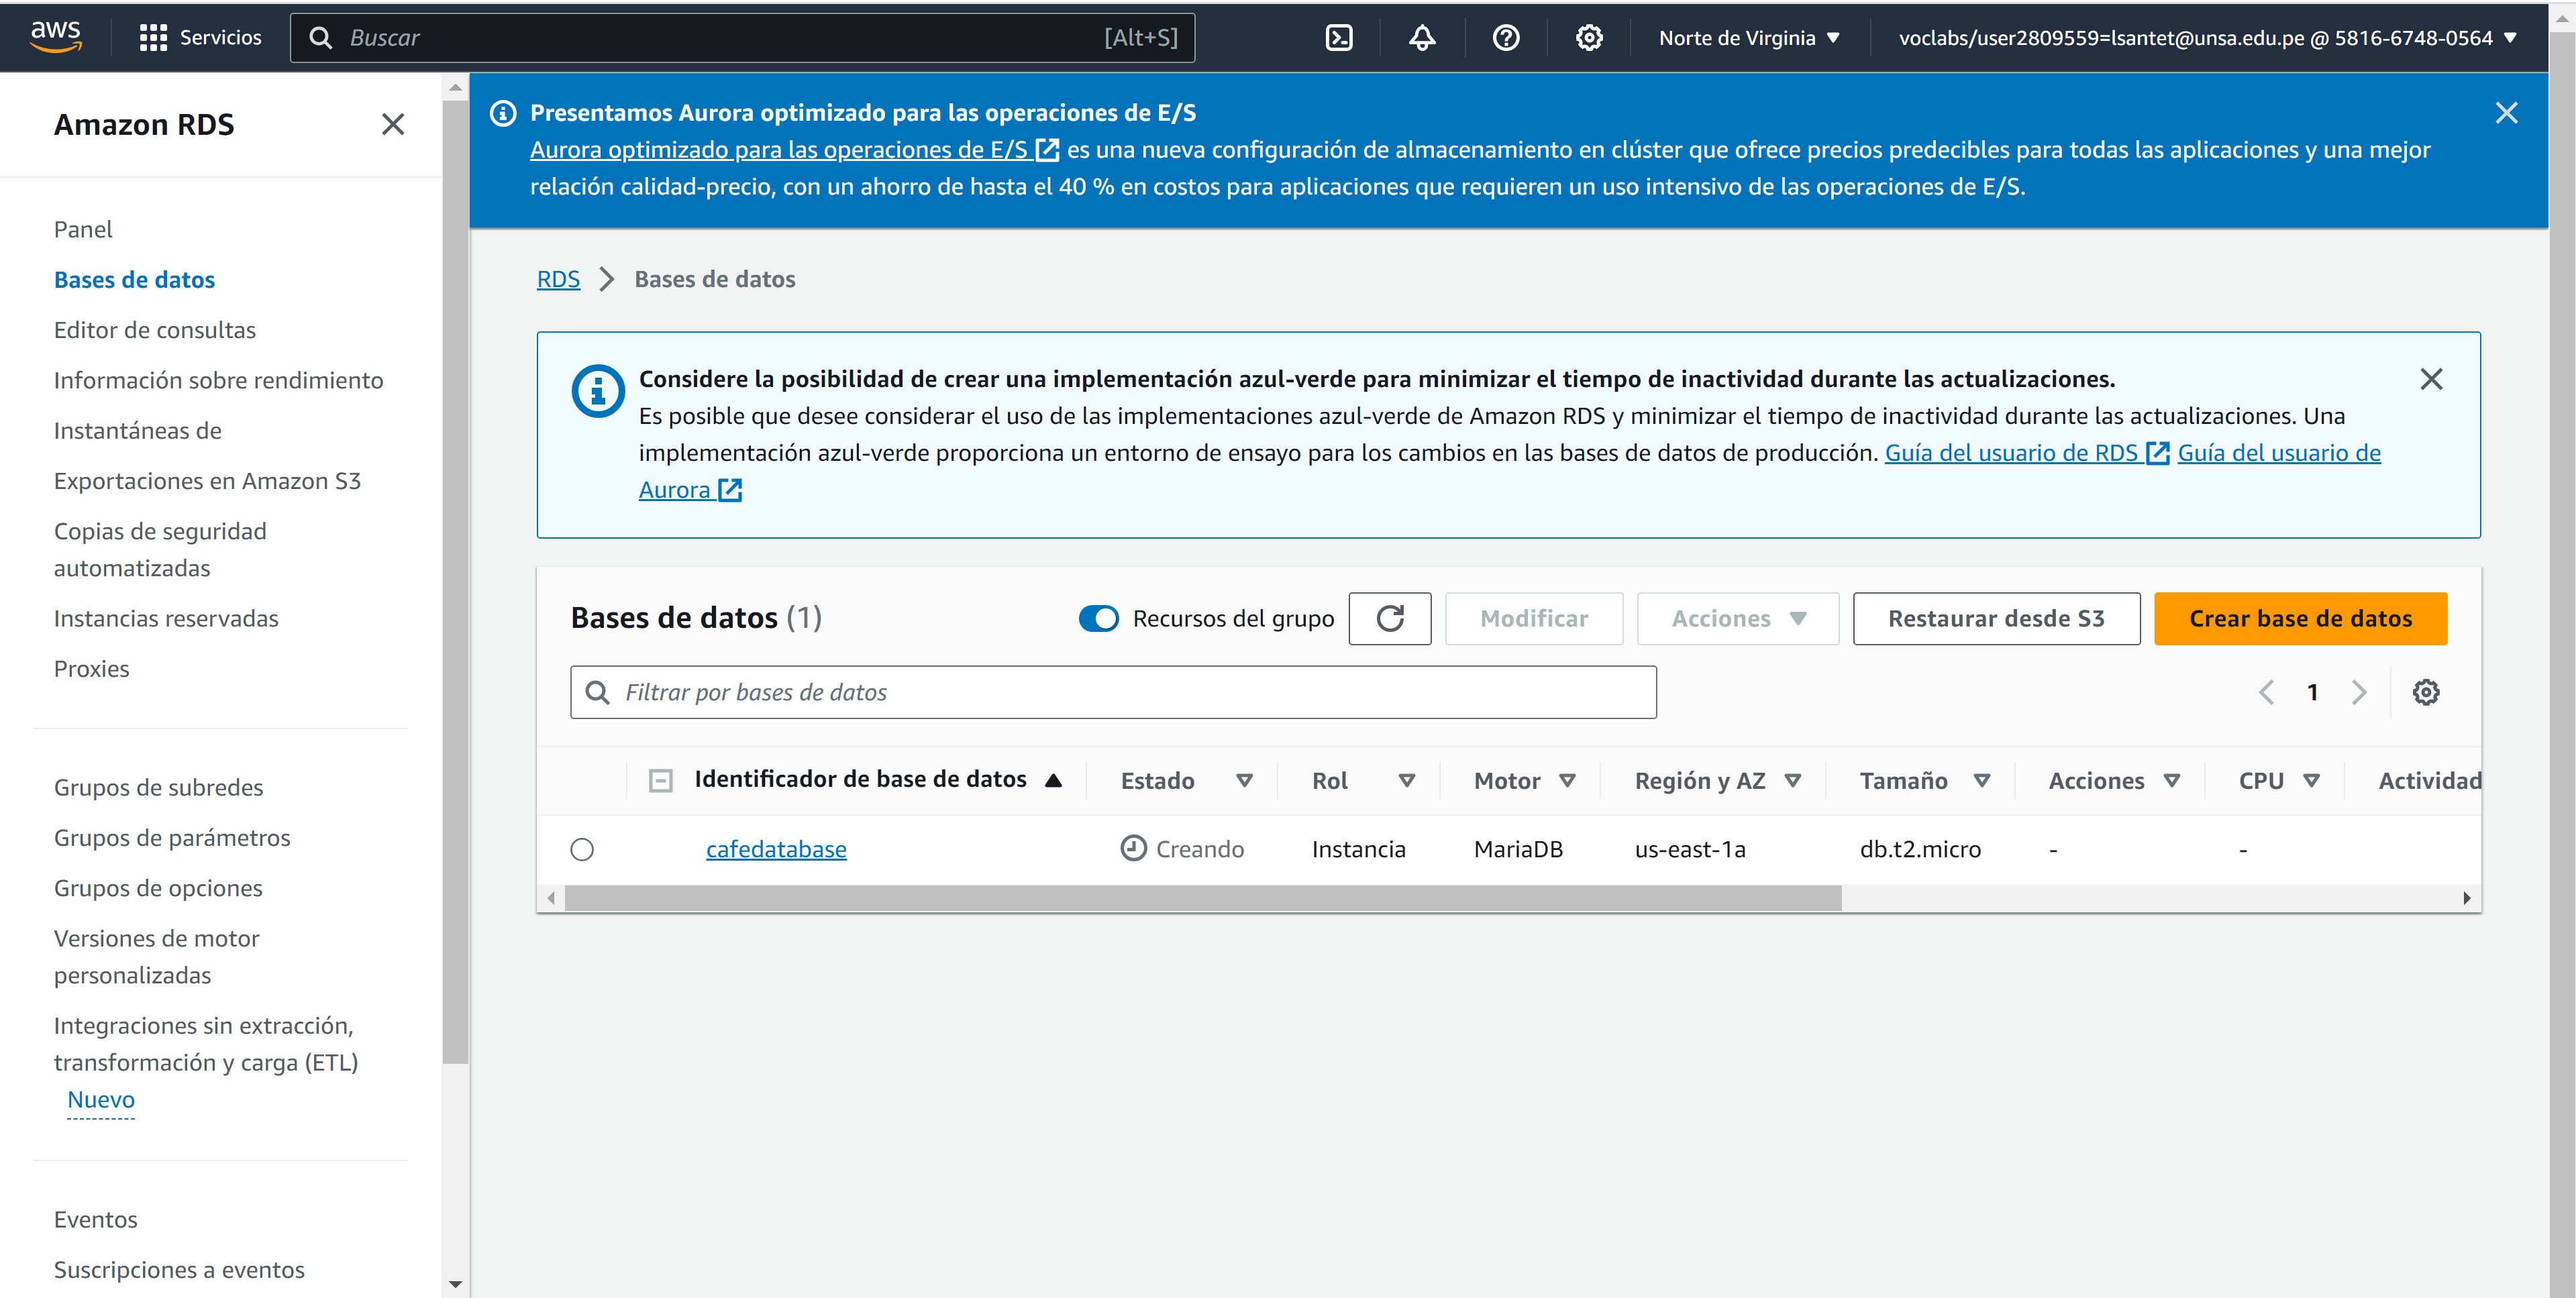 aws
Servicios
Buscar
[Alt+S]
Norte de Virginia
voclabs/user2809559=lsantet@unsa.edu.pe @ 5816-6748-0564
Amazon RDS
Panel
Bases de datos
Editor de consultas
Información sobre rendimiento
Instantáneas de
Exportaciones en Amazon S3
Copias de seguridad
automatizadas
Instancias reservadas
Proxies
Grupos de subredes
Grupos de parámetros
Grupos de opciones
Versiones de motor
personalizadas
Integraciones sin extracción,
transformación y carga (ETL)
Nuevo
Eventos
Suscripciones a eventos
Presentamos Aurora optimizado para las operaciones de E/S
Aurora optimizado para las operaciones de E/S es una nueva configuración de almacenamiento en clúster que ofrece precios predecibles para todas las aplicaciones y una mejor
relación calidad-precio, con un ahorro de hasta el 40 % en costos para aplicaciones que requieren un uso intensivo de las operaciones de E/S.
RDS > Bases de datos
Considere la posibilidad de crear una implementación azul-verde para minimizar el tiempo de inactividad durante las actualizaciones.
Es posible que desee considerar el uso de las implementaciones azul-verde de Amazon RDS y minimizar el tiempo de inactividad durante las actualizaciones. Una
implementación azul-verde proporciona un entorno de ensayo para los cambios en las bases de datos de producción. Guía del usuario de RDS Guía del usuario de
Aurora
Bases de datos (1)
Recursos del grupo
Modificar
Acciones
Restaurar desde S3
Crear base de datos
Filtrar por bases de datos
1
Identificador de base de datos Estado Rol Motor Región y AZ Tamaño Acciones CPU Actividad
cafedatabase Creando Instancia MariaDB us-east-1a db.t2.micro - -